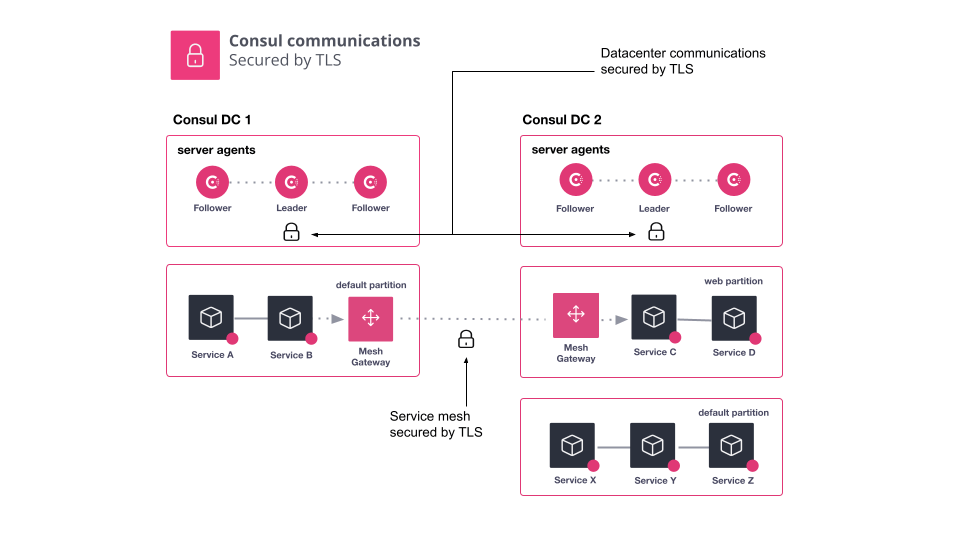 Consul communications
Secured by TLS
Datacenter communications
secured by TLS
Consul DC 1
server agents
Follower
Leader
Follower
Consul DC 2
server agents
Follower
Leader
Follower
default partition
Service A
Service B
Mesh
Gateway
web partition
Mesh
Gateway
Service C
Service D
Service mesh
secured by TLS
default partition
Service X
Service Y
Service Z